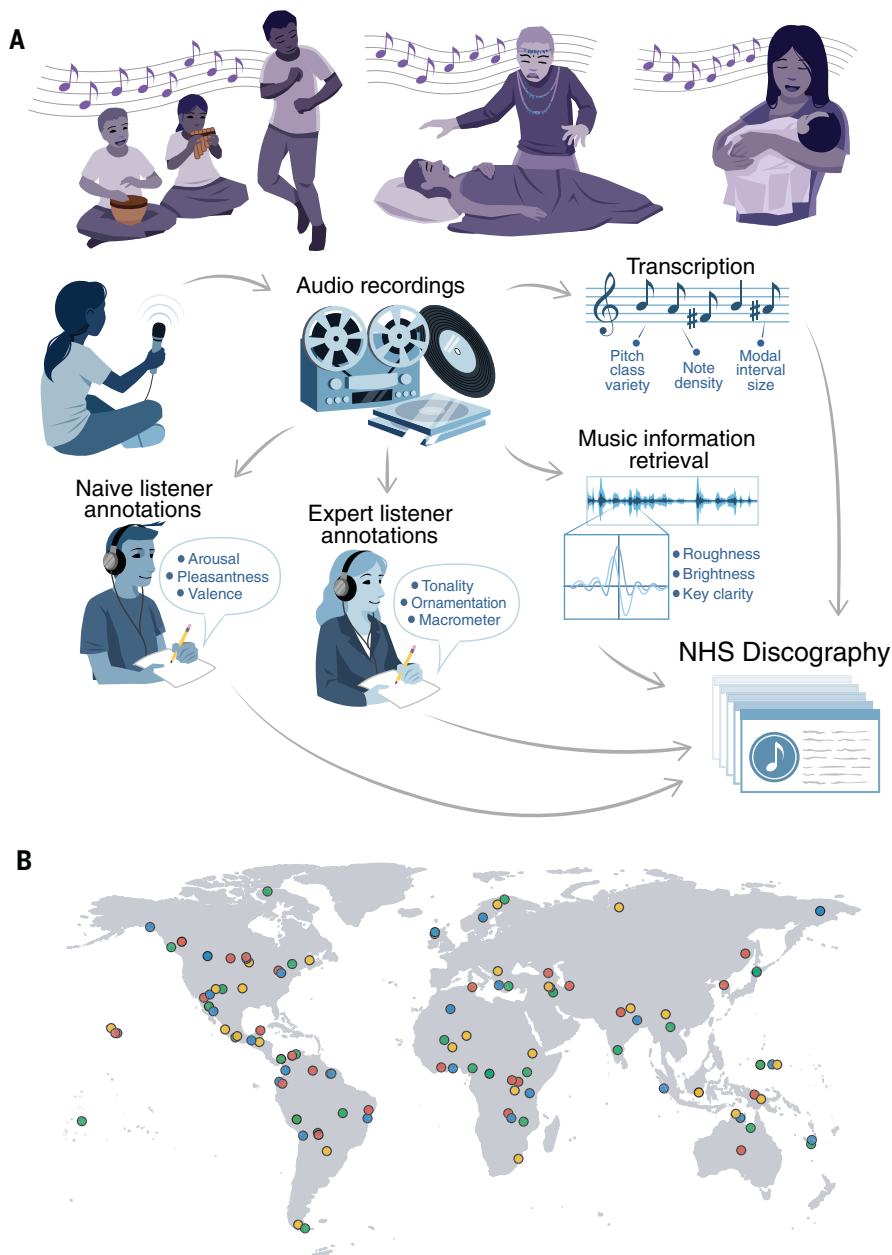 A
Audio recordings
Transcription
Pitch
class
variety
Note
density
Modal
interval
size
Music information
retrieval
• Roughness
• Brightness
• Key clarity
Naive listener
annotations
• Arousal
• Pleasantness
• Valence
Expert listener
annotations
• Tonality
• Ornamentation
• Macrometer
NHS Discography
B